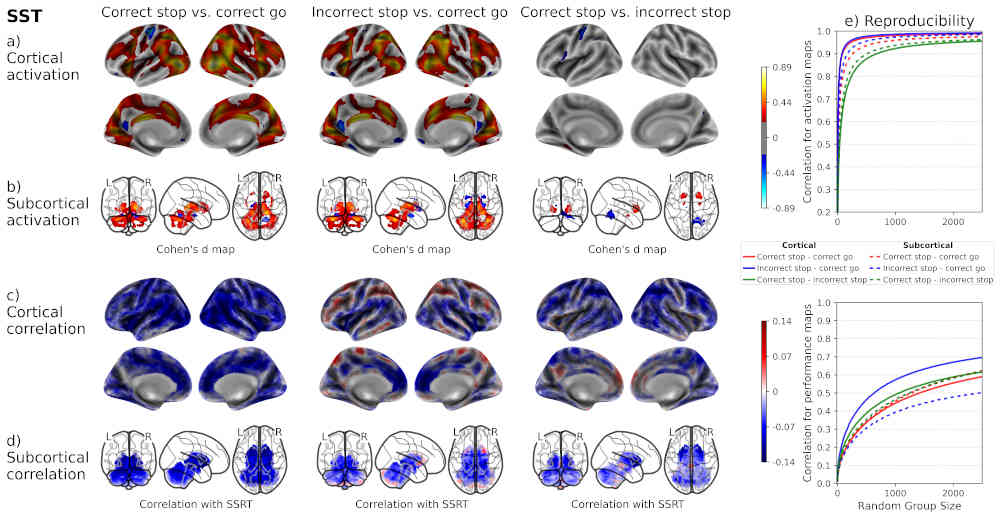 SST
Correct stop vs. correct go
Incorrect stop vs. correct go
Correct stop vs. incorrect stop
a)
Cortical
activation
b)
Subcortical
activation
L R
L R
L R
L R
L R
L R
Cohen's d map
Cohen's d map
0.89
0.44
0
-0.44
-0.89
c)
Cortical
correlation
d)
Subcortical
correlation
L R
L R
L R
L R
L R
L R
Correlation with SSRT
Correlation with SSRT
Correlation with SSRT
0.14
0.07
0
-0.07
-0.14
e) Reproducibility
Correlation for activation maps
1.0
0.9
0.8
0.7
0.6
0.5
0.4
0.3
0.2
0 1000 2000
Cortical Subcortical
Correct stop - correct go Correct stop - correct go
Incorrect stop - correct go Incorrect stop - correct go
Correct stop - incorrect stop Correct stop - incorrect stop
Correlation for performance maps
1.0
0.9
0.8
0.7
0.6
0.5
0.4
0.3
0.2
0.1
0.0
0 1000 2000
Random Group Size